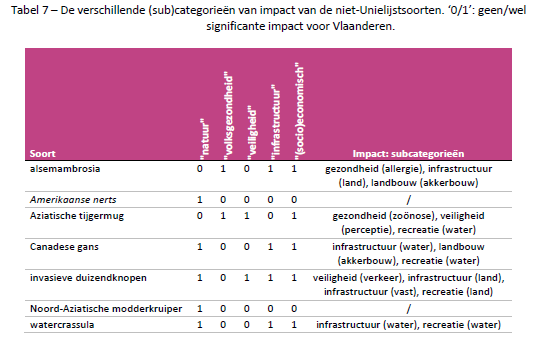 Tabel 7 – De verschillende (sub)categorieën van impact van de niet-Unielijstsoorten. ‘0/1’: geen/wel
significante impact voor Vlaanderen.
Soort "natuur" "volksgezondheid" "veiligheid" "infrastructuur" "(socio)economisch" Impact: subcategorieën
alsemambrosia 0 1 0 1 1 gezondheid (allergie), infrastructuur
(land), landbouw (akkerbouw)
Amerikaanse nerts 1 0 0 0 0 /
Aziatische tijgermug 0 1 1 0 1 gezondheid (zoönose), veiligheid
(perceptie), recreatie (water)
Canadese gans 1 0 0 1 1 infrastructuur (water), landbouw
(akkerbouw), recreatie (water)
invasieve duizendknopen 1 0 1 1 1 veiligheid (verkeer), infrastructuur (land),
infrastructuur (vast), recreatie (land)
Noord-Aziatische modderkruiper 1 0 0 0 0 /
watercrassula 1 0 0 1 1 infrastructuur (water), recreatie (water)